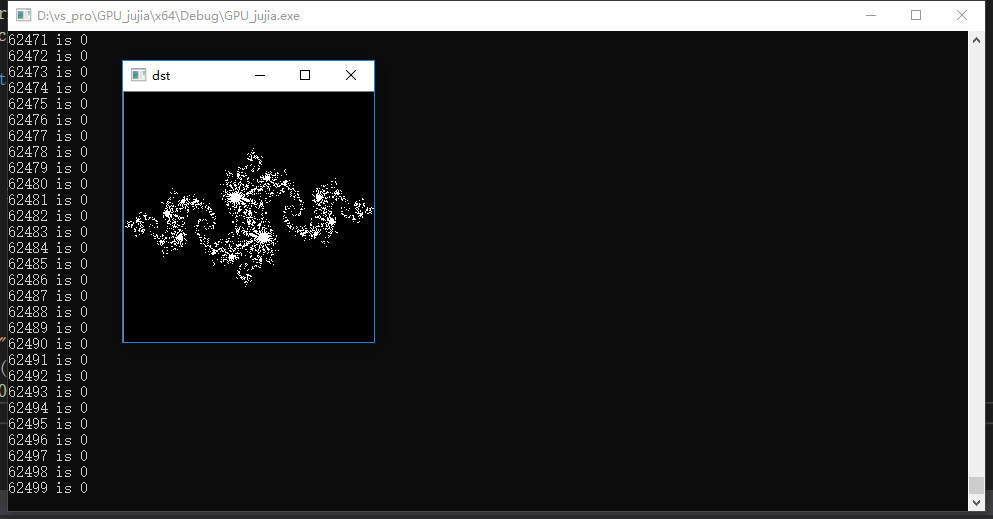 D:\vs_pro\GPU_jujia\x64\Debug\GPU_jujia.exe
62471 is 0
62472 is 0
62473 is 0
62474 is 0
62475 is 0
62476 is 0
62477 is 0
62478 is 0
62479 is 0
62480 is 0
62481 is 0
62482 is 0
62483 is 0
62484 is 0
62485 is 0
62486 is 0
62487 is 0
62488 is 0
62489 is 0
62490 is 0
62491 is 0
62492 is 0
62493 is 0
62494 is 0
62495 is 0
62496 is 0
62497 is 0
62498 is 0
62499 is 0
dst